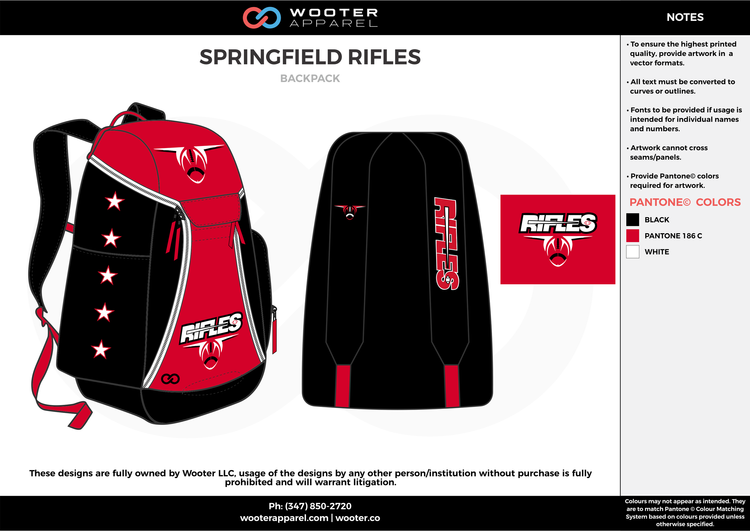 WOOTER
APPAREL
NOTES
SPRINGFIELD RIFLES
BACKPACK
• To ensure the highest printed
quality, provide artwork in a
vector formats.
• All text must be converted to
curves or outlines.
• Fonts to be provided if usage is
intended for individual names
and numbers.
• Artwork cannot cross
seams/panels.
• Provide Pantone© colors
required for artwork.
PANTONE© COLORS
BLACK
PANTONE 186 C
WHITE
RIFLES
RIFLES
RIFLES
These designs are fully owned by Wooter LLC, usage of the designs by any other person/institution without purchase is fully
prohibited and will warrant litigation.
Ph: (347) 850-2720
wooterapparel.com | wooter.co
Colours may not appear as intended. They
are to match Pantone © Colour Matching
System based on colours provided unless
otherwise specified.